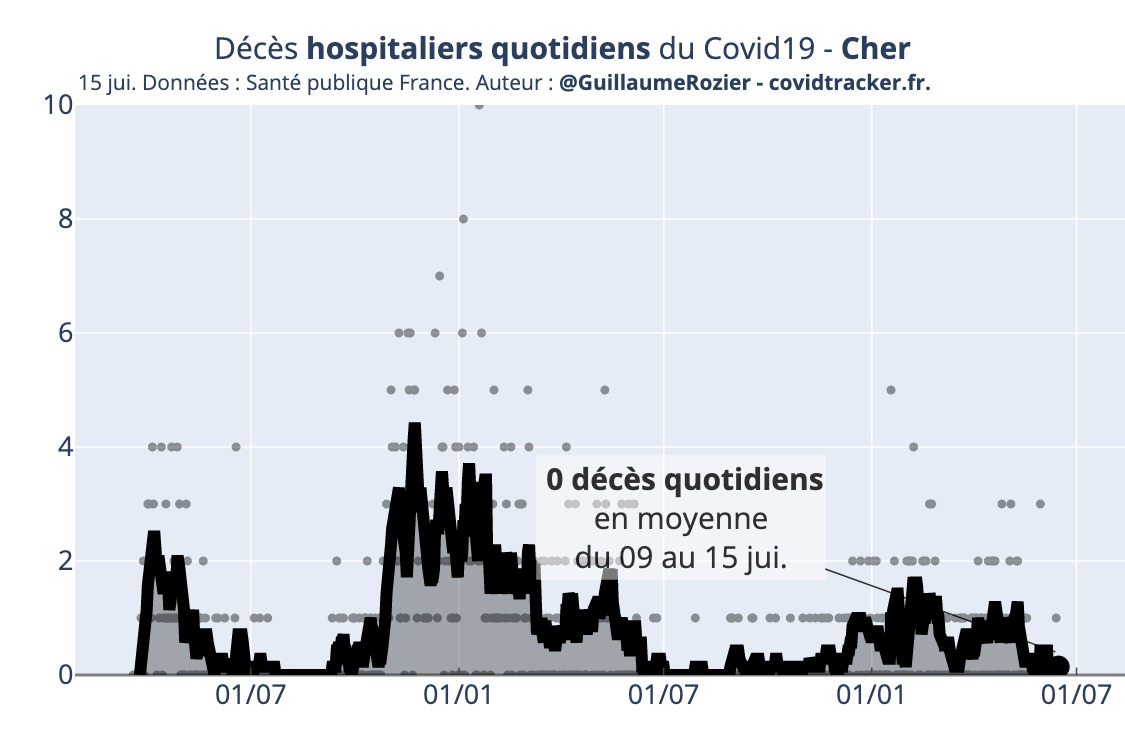 Décès hospitaliers quotidiens du Covid19 - Cher
15 jui. Données : Santé publique France. Auteur : @GuillaumeRozier - covidtracker.fr.
10
8
6
4
0 décès quotidiens
en moyenne
du 09 au 15 jui.
2
0
01/07
01/01
01/07
01/01
01/07